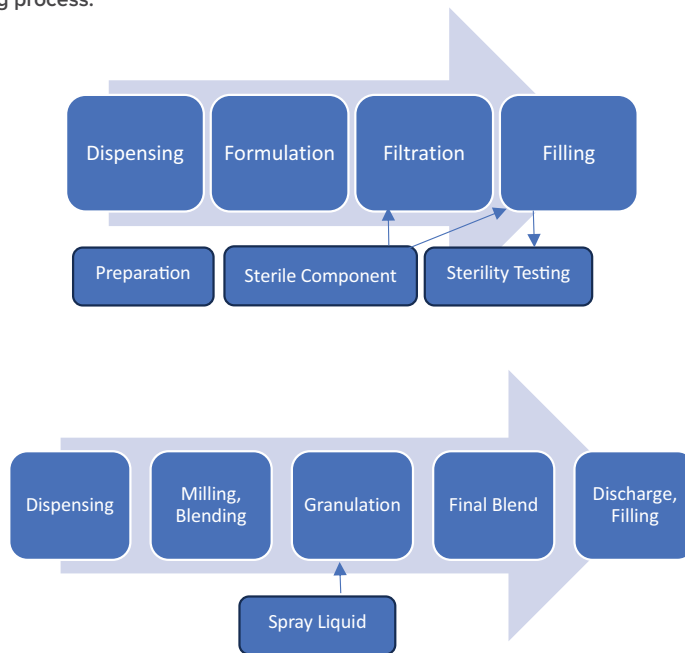 g process.
Dispensing
Formulation
Filtration
Filling
Preparation
Sterile Component
Sterility Testing
Dispensing
Milling,
Blending
Granulation
Final Blend
Discharge,
Filling
Spray Liquid